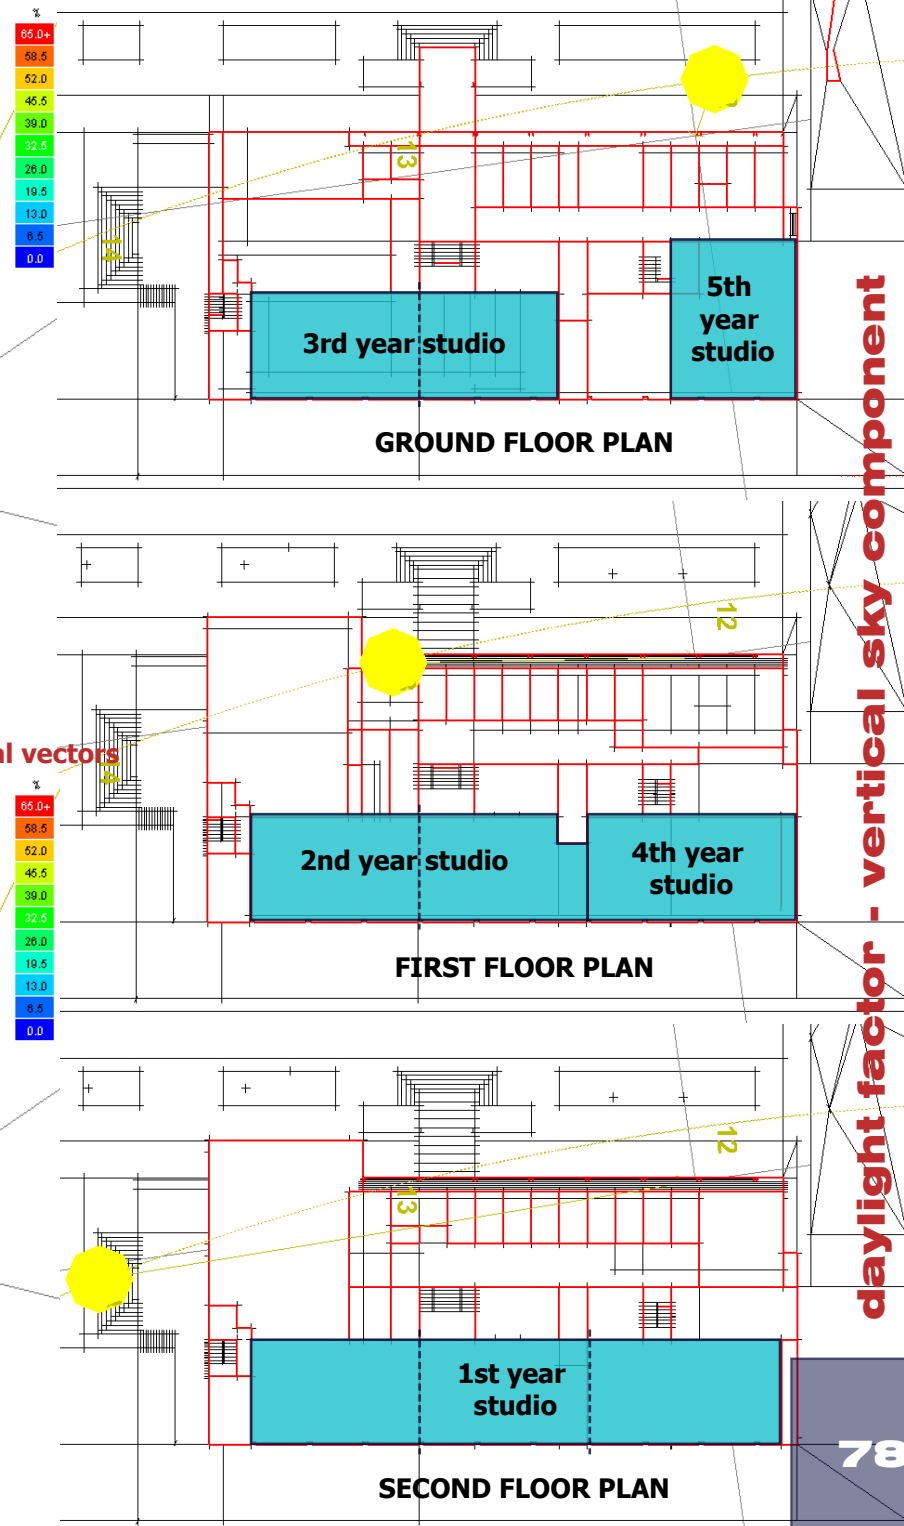 %
65.0+
58.5
52.0
45.5
39.0
32.5
26.0
19.5
13.0
6.5
0.0
13
14
3rd year studio
5th
year
studio
GROUND FLOOR PLAN
12
14
al vectors
%
65.0+
58.5
52.0
45.5
39.0
32.5
26.0
19.5
13.0
6.5
0.0
2nd year studio
4th year
studio
FIRST FLOOR PLAN
12
13
1st year
studio
SECOND FLOOR PLAN
daylight factor - vertical sky component
78